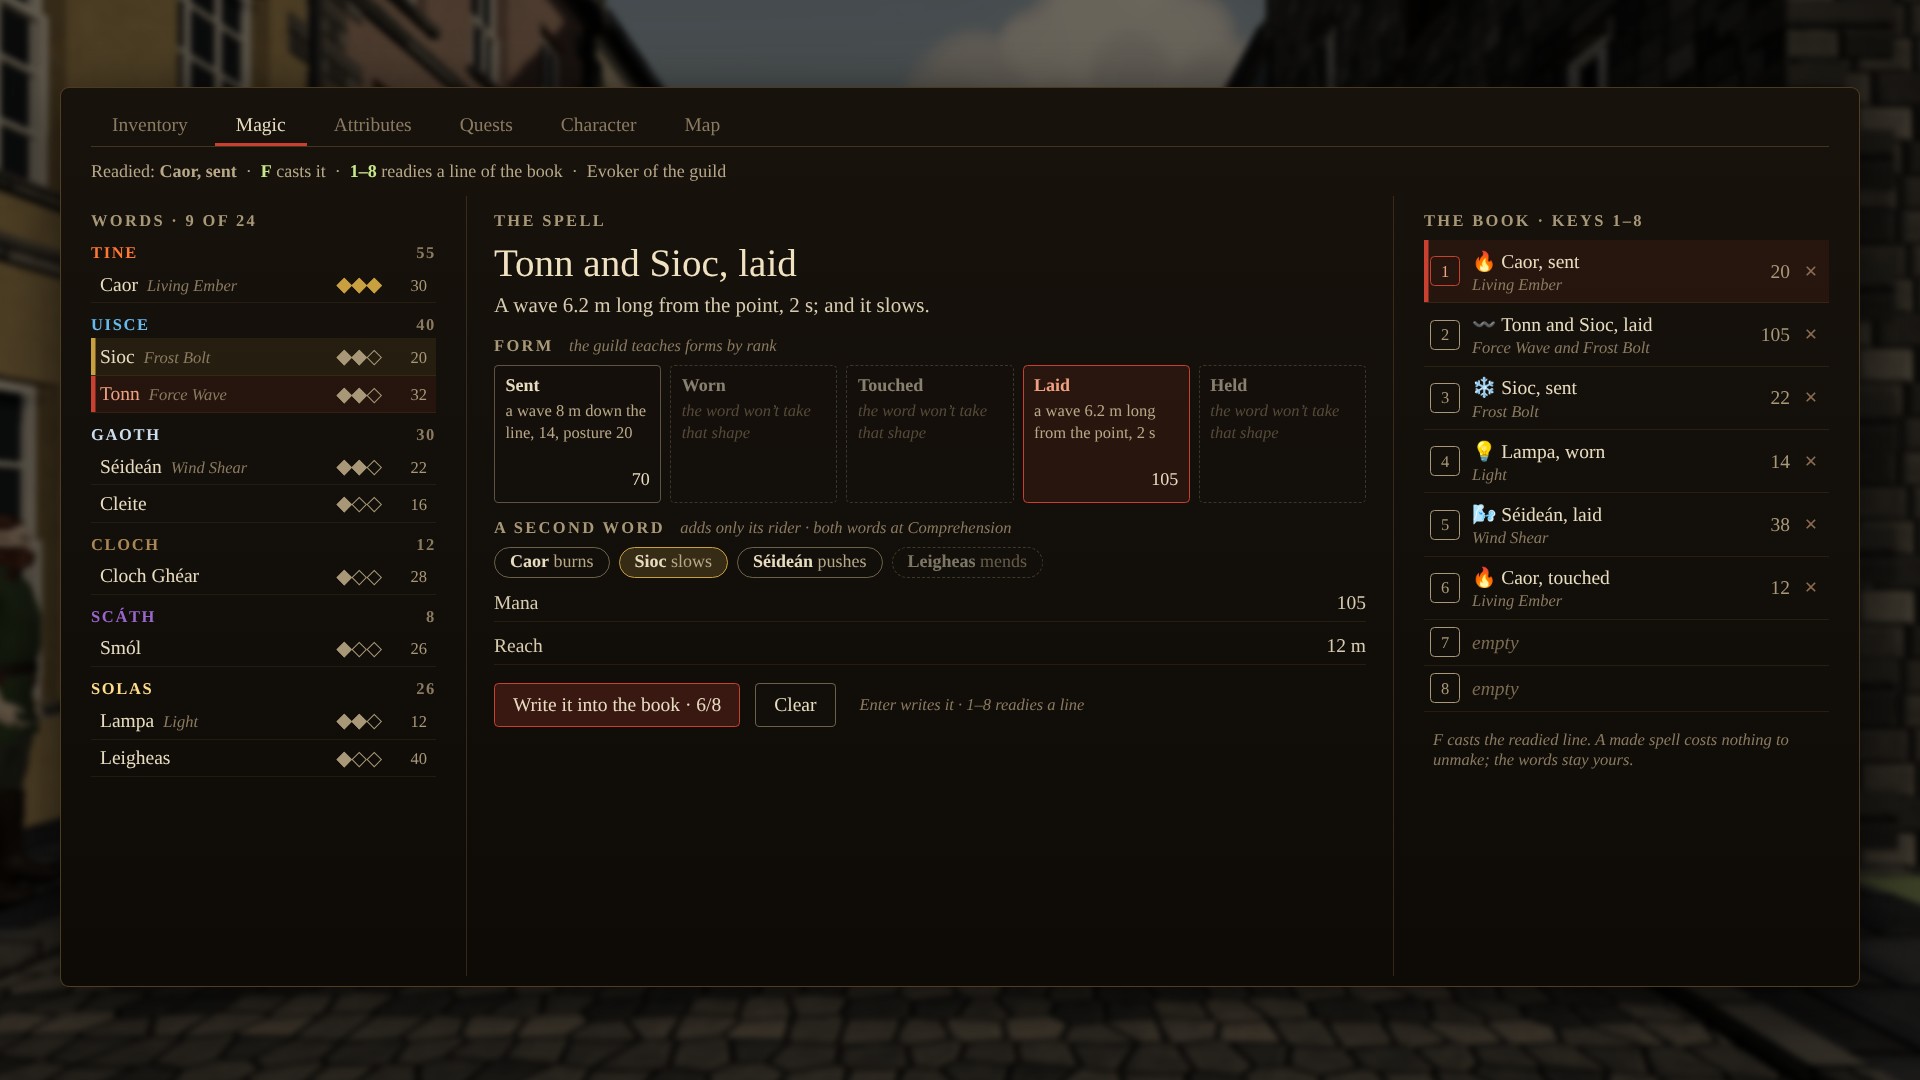 Inventory Magic Attributes Quests Character Map
Readied: Caor, sent · F casts it · 1–8 readies a line of the book · Evoker of the guild
WORDS · 9 OF 24
TINE 55
Caor Living Ember 30
UISCE 40
Sioc Frost Bolt 20
Tonn Force Wave 32
GAOTH 30
Séideán Wind Shear 22
Cleite 16
CLOCH 12
Cloch Ghéar 28
SCÁTH 8
Smól 26
SOLAS 26
Lampa Light 12
Leigheas 40
THE SPELL
Tonn and Sioc, laid
A wave 6.2 m long from the point, 2 s; and it slows.
FORM the guild teaches forms by rank
Sent
a wave 8 m down the
line, 14, posture 20
70
Worn
the word won’t take
that shape
Touched
the word won’t take
that shape
Laid
a wave 6.2 m long
from the point, 2 s
105
Held
the word won’t take
that shape
A SECOND WORD adds only its rider · both words at Comprehension
Caor burns Sioc slows Séideán pushes Leigheas mends
Mana 105
Reach 12 m
Write it into the book · 6/8 Clear Enter writes it · 1–8 readies a line
THE BOOK · KEYS 1–8
1 Caor, sent 20 ×
Living Ember
2 Tonn and Sioc, laid 105 ×
Force Wave and Frost Bolt
3 Sioc, sent 22 ×
Frost Bolt
4 Lampa, worn 14 ×
Light
5 Séideán, laid 38 ×
Wind Shear
6 Caor, touched 12 ×
Living Ember
7 empty
8 empty
F casts the readied line. A made spell costs nothing to
unmake; the words stay yours.